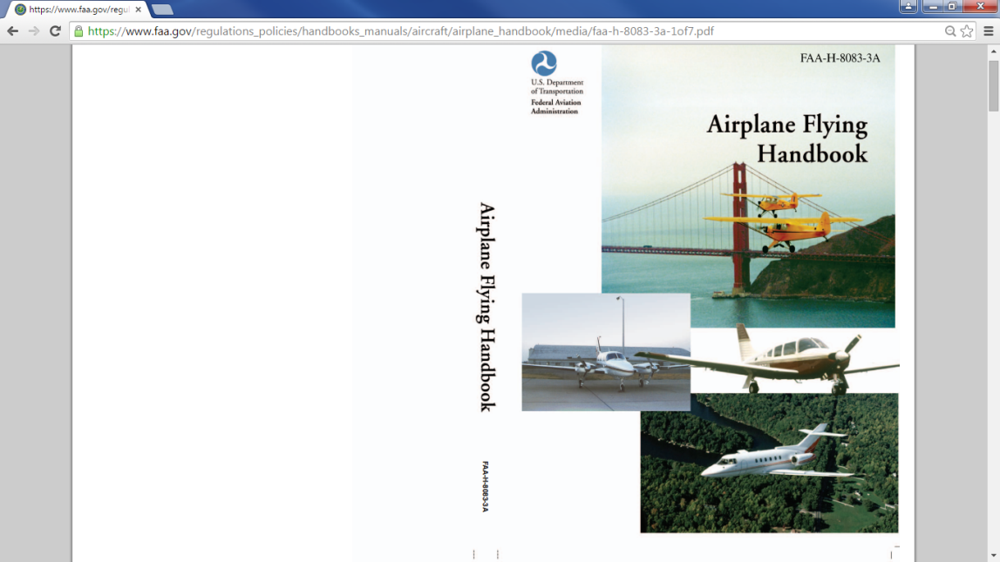 https://www.faa.gov/regul
https://www.faa.gov/regulations_policies/handbooks_manuals/aircraft/airplane_handbook/media/faa-h-8083-3a-1of7.pdf
FAA-H-8083-3A
U.S. Department
of Transportation
Federal Aviation
Administration
Airplane Flying
Handbook
Airplane Flying Handbook
FAA-H-8083-3A